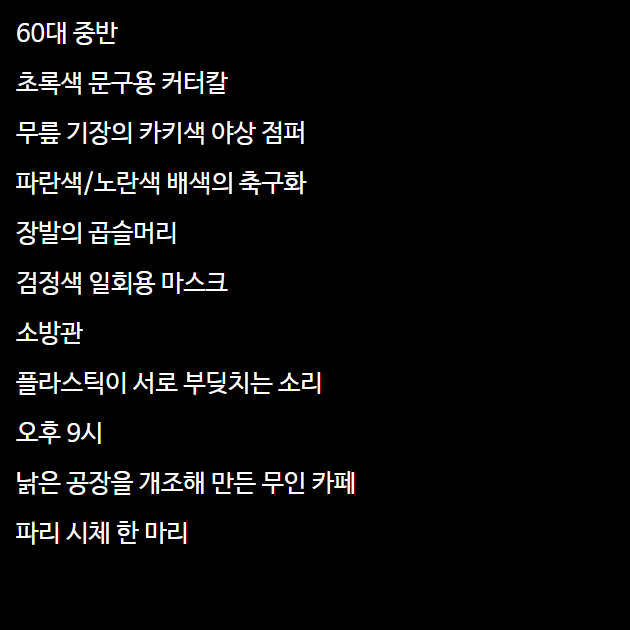 60대 중반
초록색 문구용 커터칼
무릎 기장의 카키색 야상 점퍼
파란색/노란색 배색의 축구화
장발의 곱슬머리
검정색 일회용 마스크
소방관
플라스틱이 서로 부딪치는 소리
오후 9시
낡은 공장을 개조해 만든 무인 카페
파리 시체 한 마리